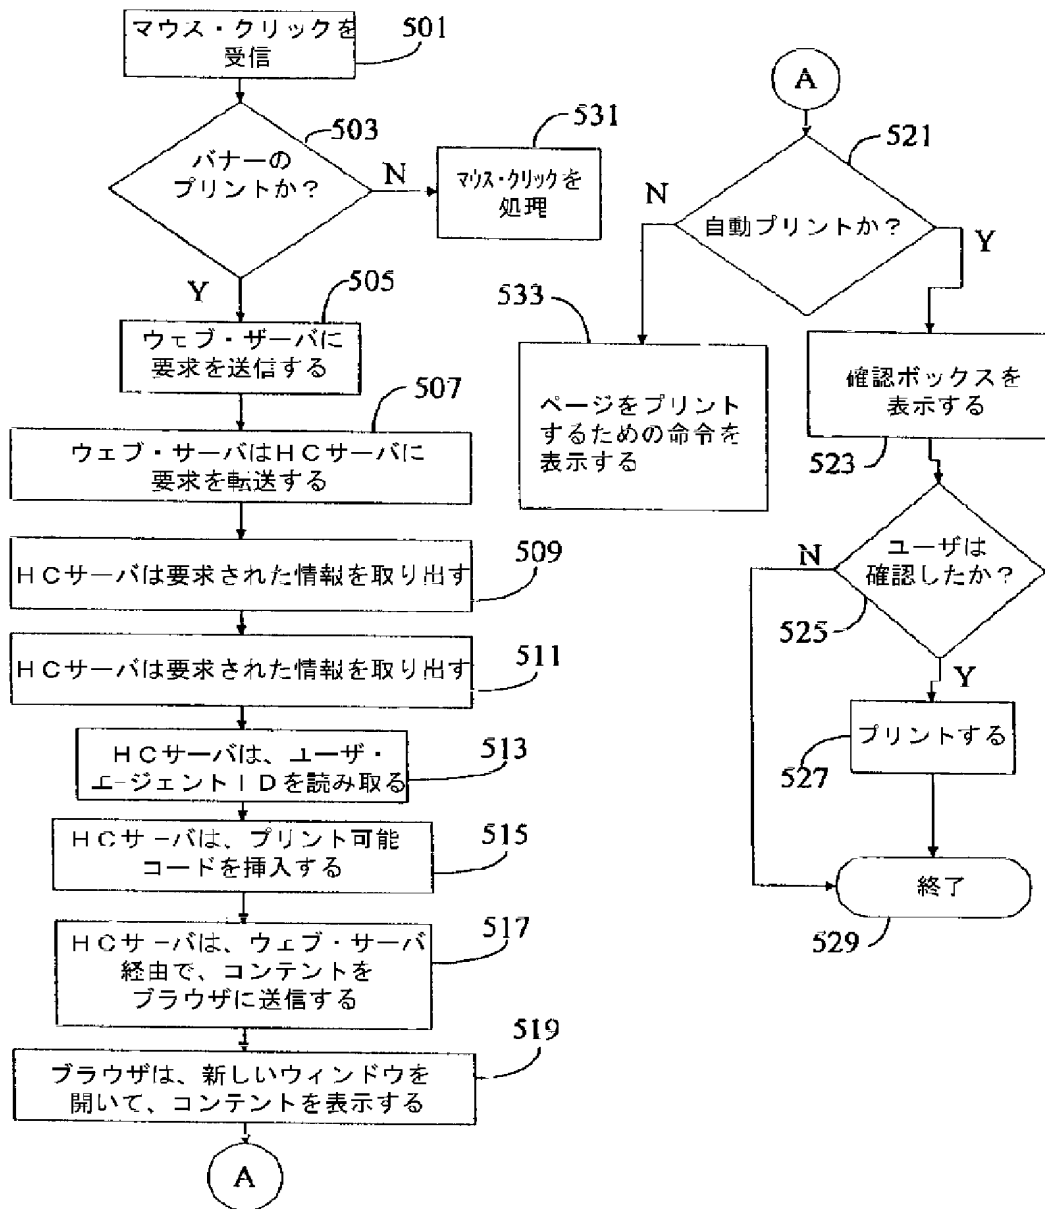 マウス・クリックを
受信
501
503
バナーの
プリントか？
N
Y
531
マウス・クリックを
処理
505
ウェブ・サーバに
要求を送信する
507
ウェブ・サーバはＨＣサーバに
要求を転送する
509
ＨＣサーバは要求された情報を取り出す
ＨＣサーバは要求された情報を取り出す
511
ＨＣサーバは、ユーザ・
エージェントＩＤを読み取る
513
ＨＣサーバは、プリント可能
コードを挿入する
515
ＨＣサーバは、ウェブ・サーバ
経由で、コンテントを
ブラウザに送信する
517
519
ブラウザは、新しいウィンドウを
開いて、コンテントを表示する
A
A
521
自動プリントか？
N
Y
533
ページをプリント
するための命令を
表示する
確認ボックスを
表示する
523
ユーザは
確認したか？
N
525
Y
プリントする
527
終了
529